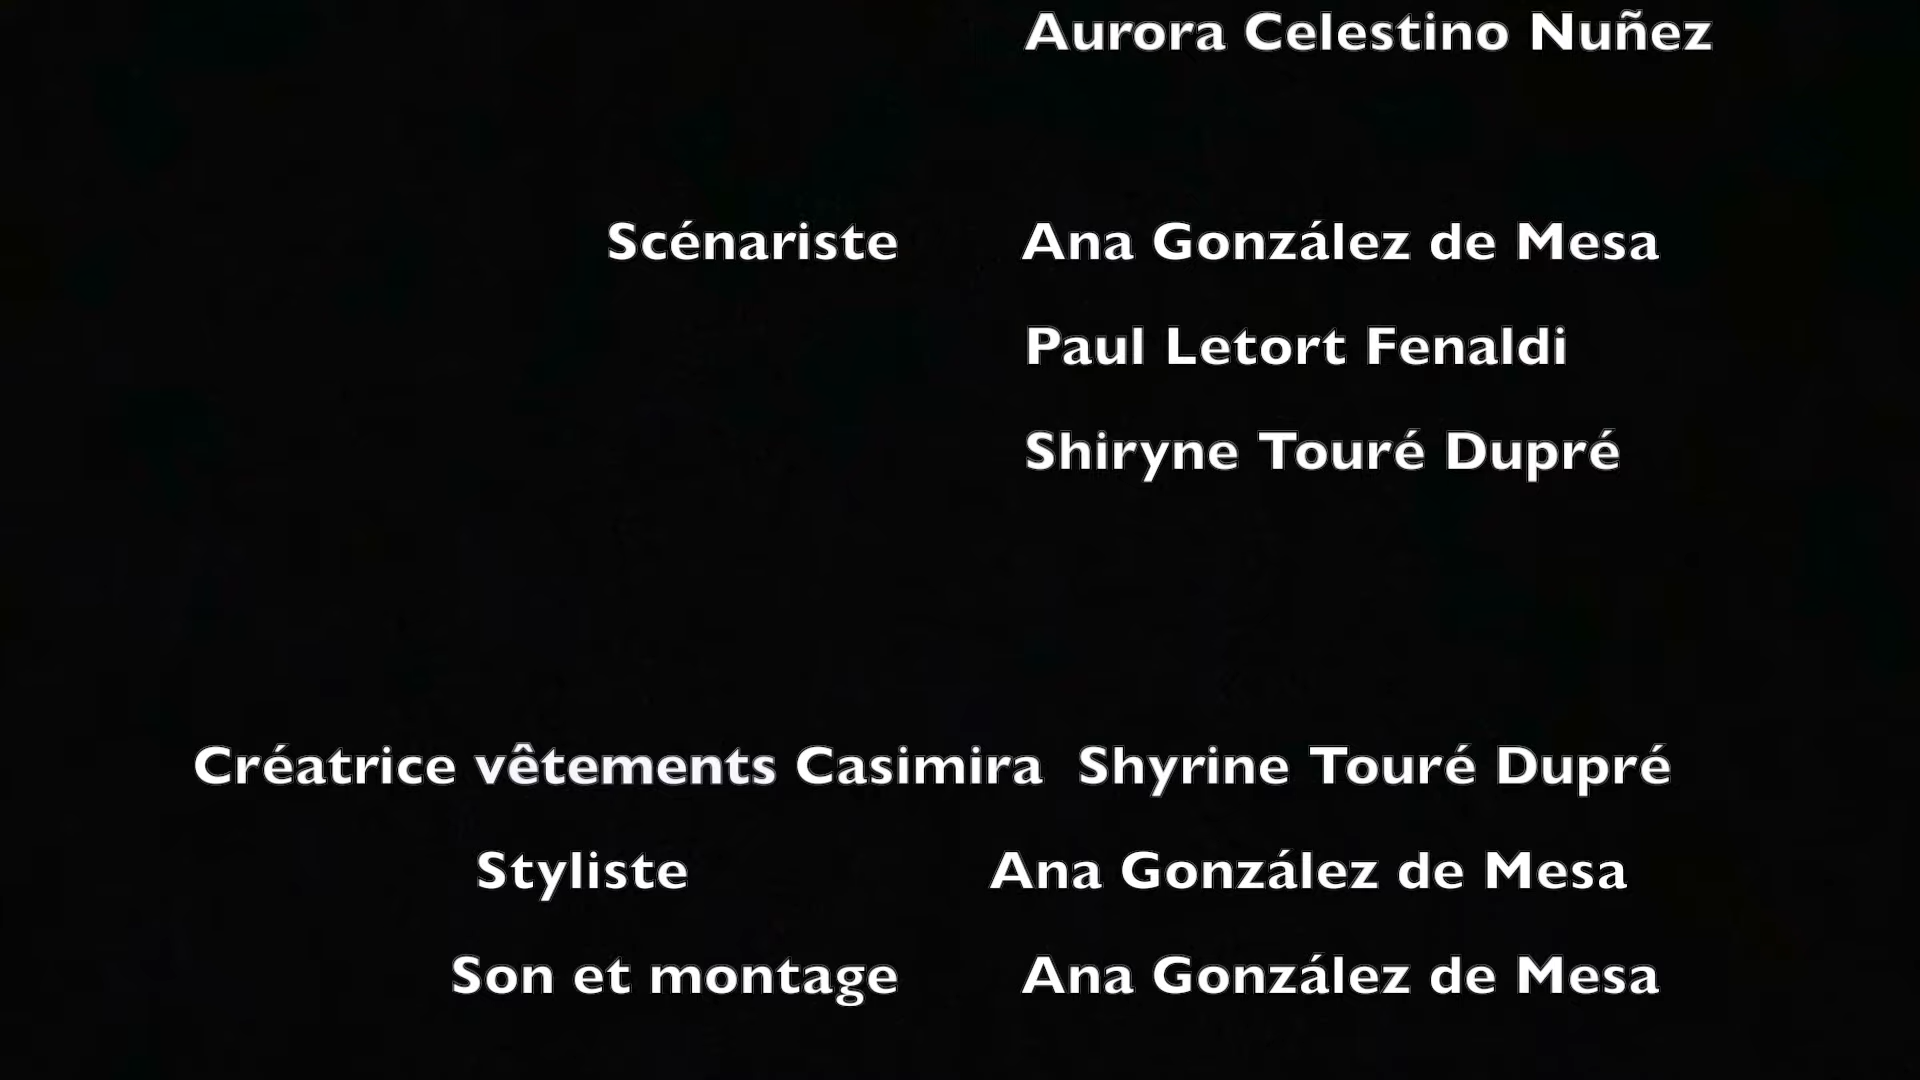 Aurora Celestino Nuñez
Scénariste Ana González de Mesa
Paul Letort Fenaldi
Shiryne Touré Dupré
Créatrice vêtements Casimira Shyrine Touré Dupré
Styliste Ana González de Mesa
Son et montage Ana González de Mesa